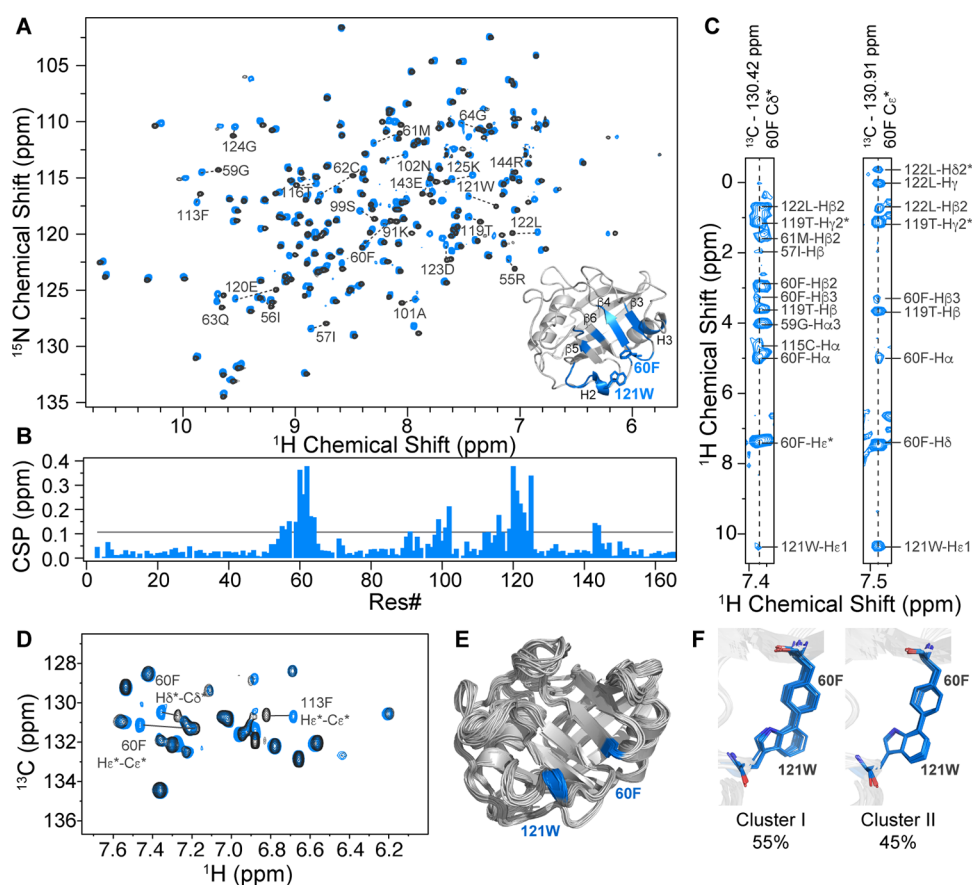 A
105
110
115
120
125
130
135
¹⁵N Chemical Shift (ppm)
10
9
8
7
6
¹H Chemical Shift (ppm)
64G
61M
124G
102N
125K
144R
59G
62C
116T
143E
121W
113F
99S
91K
119T
122L
60F
123D
55R
120E
63Q
56I
101A
57I
β4
β3
β6
β5
H3
60F
H2
121W
B
0.4
0.3
0.2
0.1
0.0
CSP (ppm)
0
20
40
60
80
100
120
140
160
Res#
C
¹³C - 130.42 ppm
60F Cδ*
¹³C - 130.91 ppm
60F Cε*
0
2
4
6
8
10
¹H Chemical Shift (ppm)
122L-Hβ2
119T-Hγ2*
61M-Hβ2
57I-Hβ
60F-Hβ2
60F-Hβ3
119T-Hβ
59G-Hα3
115C-Hα
60F-Hα
60F-Hε*
122L-Hδ2*
122L-Hγ
122L-Hβ2
119T-Hγ2*
60F-Hβ3
119T-Hβ
60F-Hα
60F-Hδ
121W-Hε1
7.4
7.5
¹H Chemical Shift (ppm)
D
128
130
132
134
136
¹³C (ppm)
60F
Hδ*-Cδ*
113F
Hε*-Cε*
60F
Hε*-Cε*
7.6
7.4
7.2
7.0
6.8
6.6
6.4
6.2
¹H (ppm)
E
60F
121W
F
60F
60F
121W
121W
Cluster I
55%
Cluster II
45%